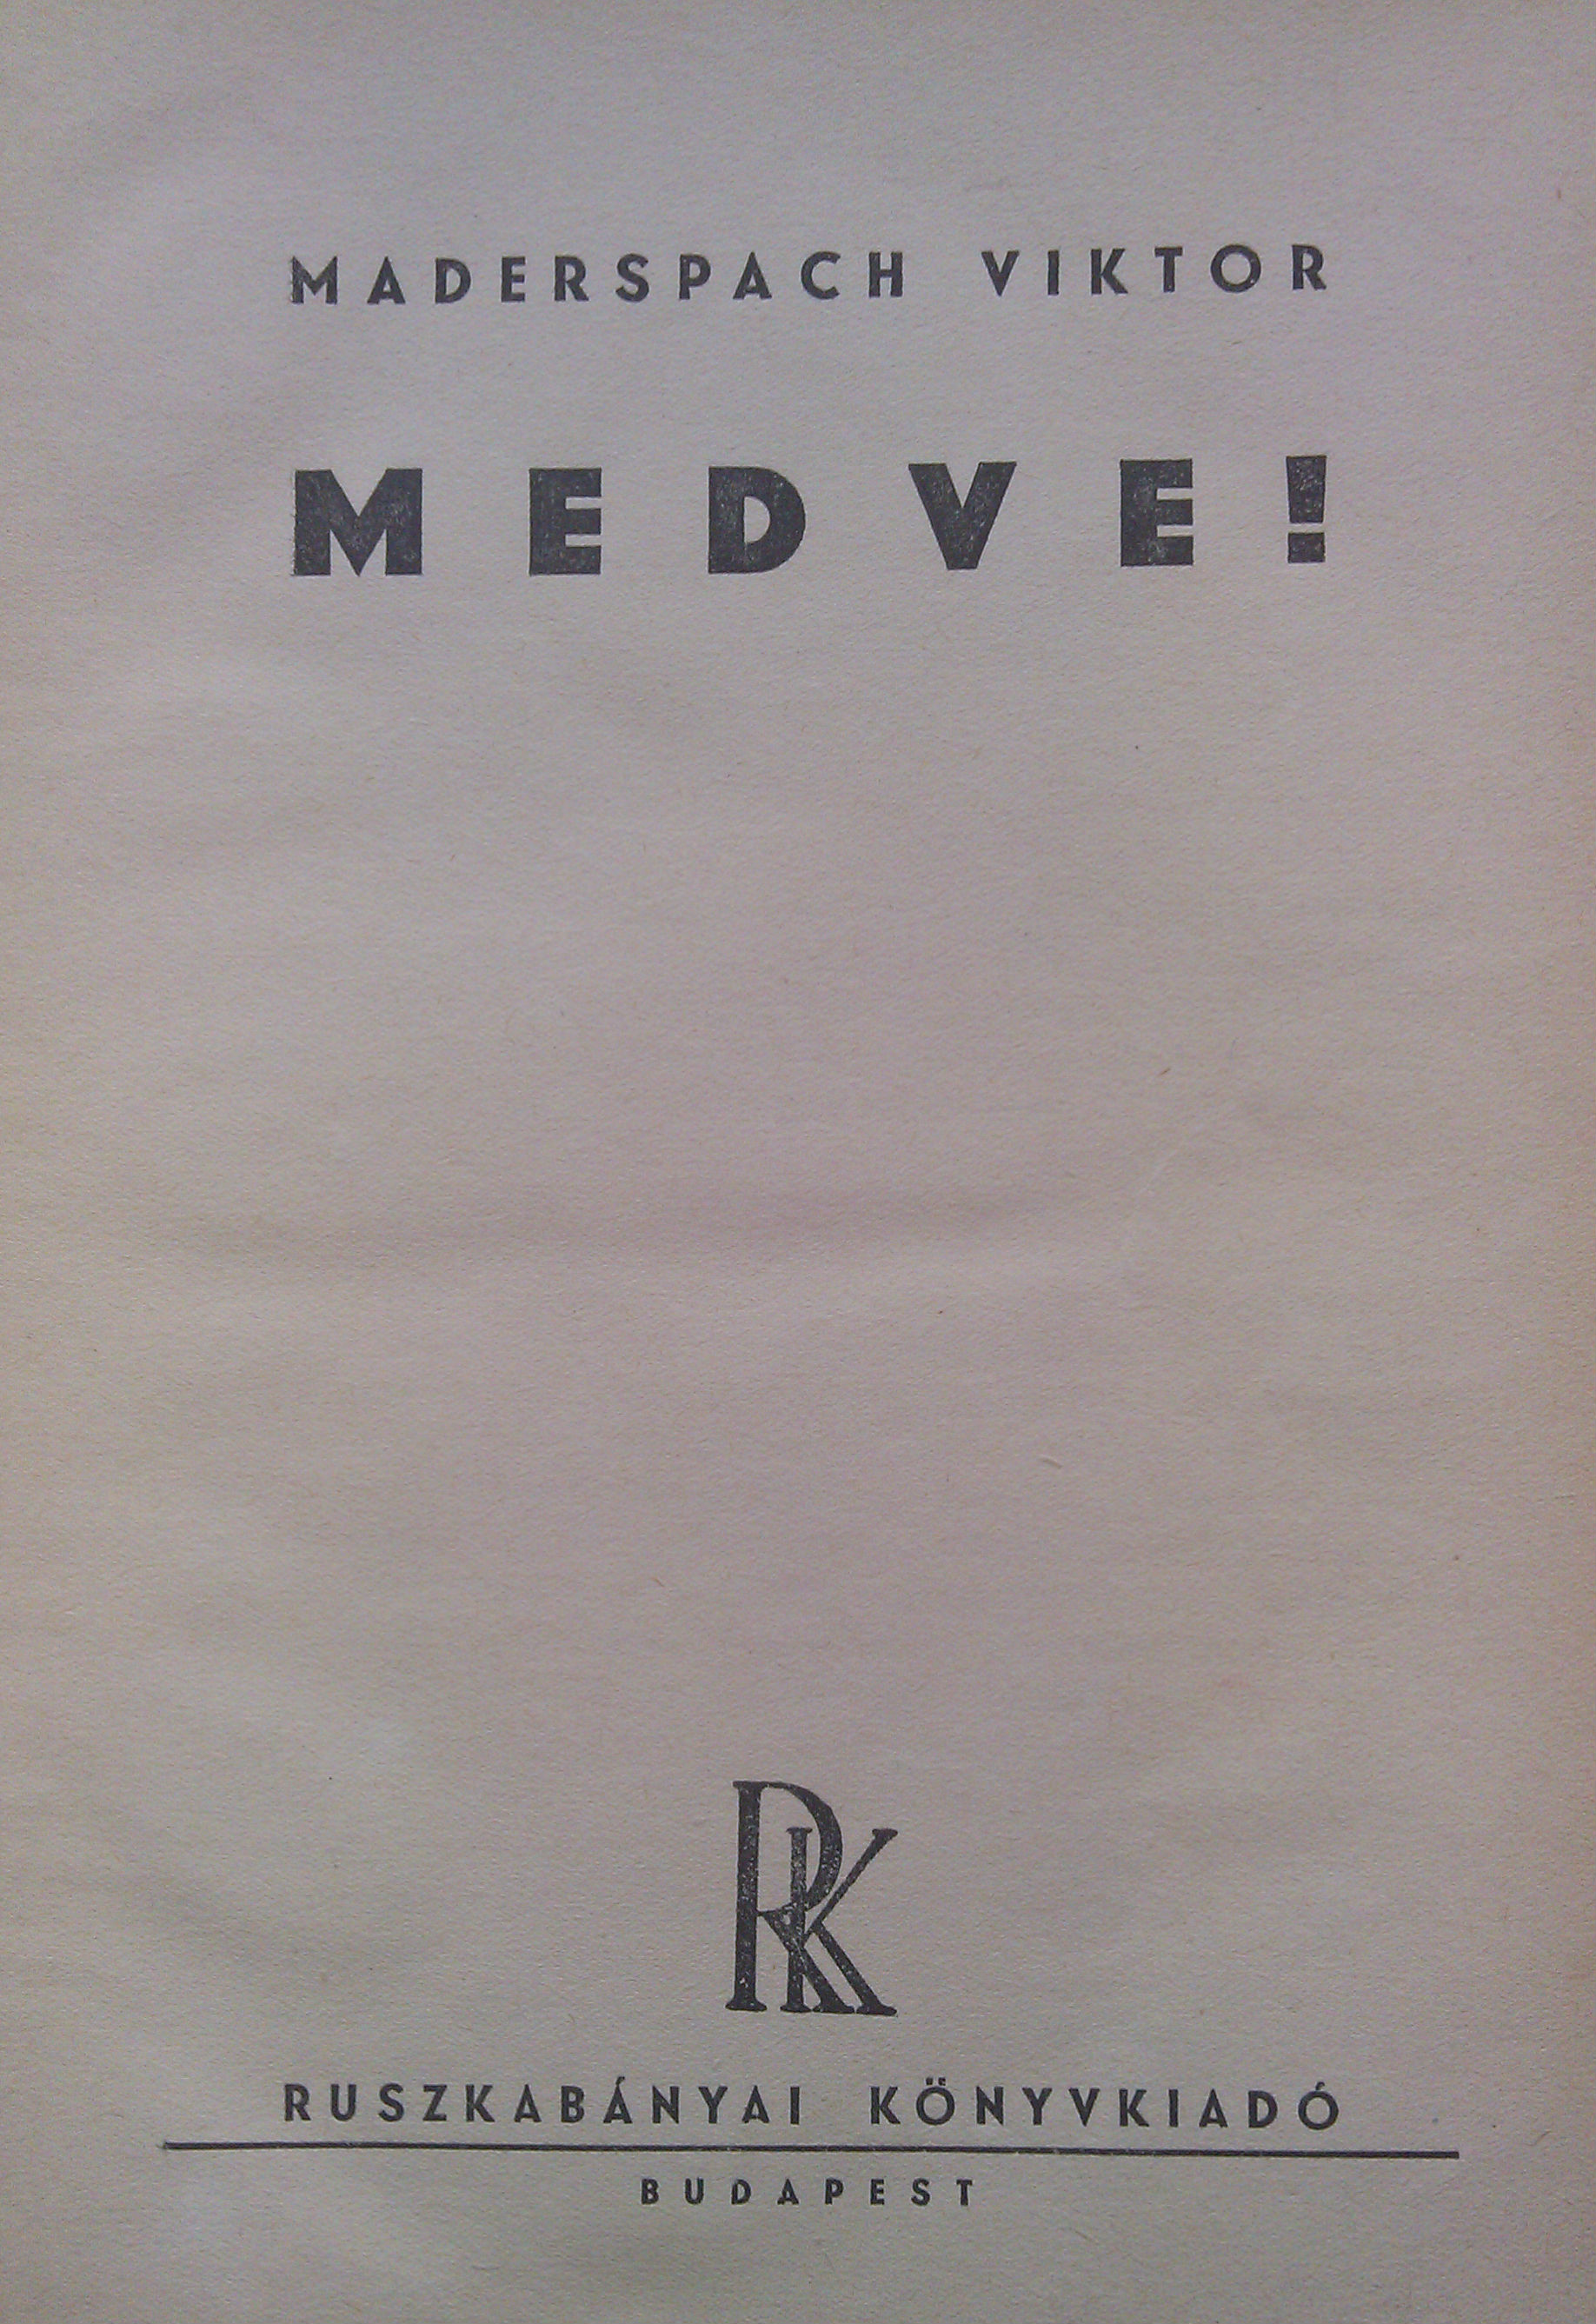 MADERSPACH VIKTOR
MEDVE!
RK
RUSZKABÁNYAI KÖNYVKIADÓ
BUDAPEST